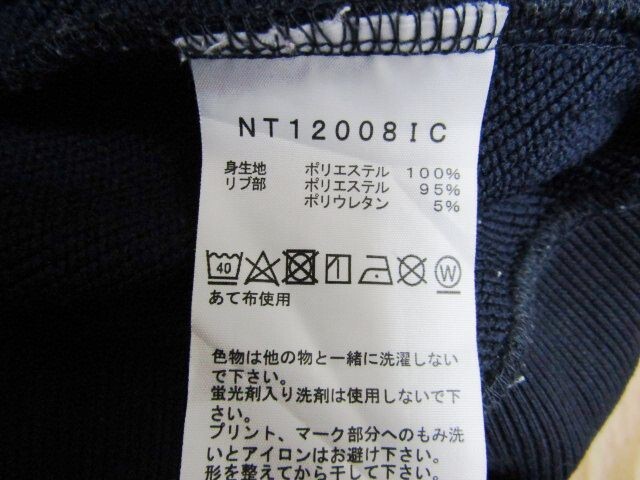 NT12008IC
身生地 ポリエステル 100%
リブ部 ポリエステル 95%
ポリウレタン 5%
40 W
あて布使用
色物は他の物と一緒に洗濯しない
で下さい。
蛍光剤入り洗剤は使用しないで下
さい。
プリント、マーク部分へのもみ洗
いとアイロンはお避け下さい。
形を整えてから干して下さい。